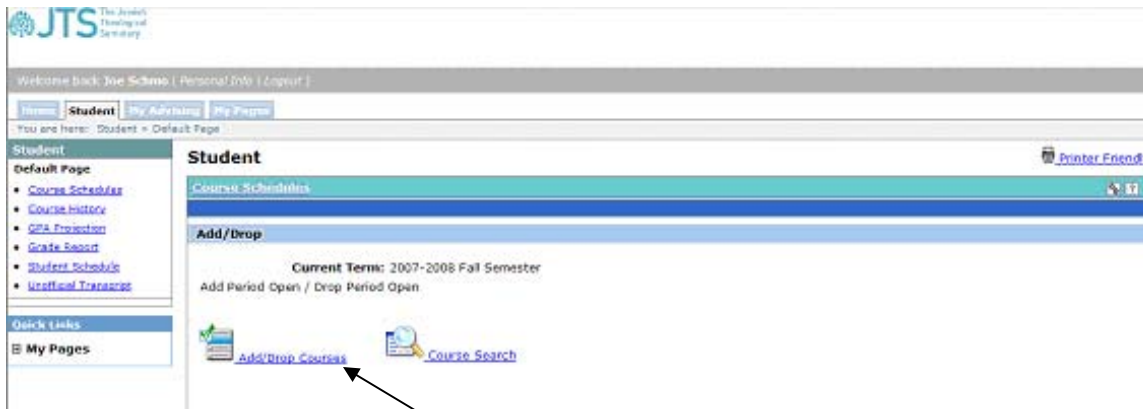 JTS The Jewish
Theological
Seminary
Welcome back Joe Schmo ( Personal Info | Logout )
Home Student My Advising My Pages
You are here: Student > Default Page
Student
Default Page
Course Schedules
Course History
GPA Projection
Grade Report
Student Schedule
Unofficial Transcript
Quick Links
My Pages
Student
Printer Friendl
Course Schedules
Add/Drop
Current Term: 2007-2008 Fall Semester
Add Period Open / Drop Period Open
Add/Drop Courses
Course Search